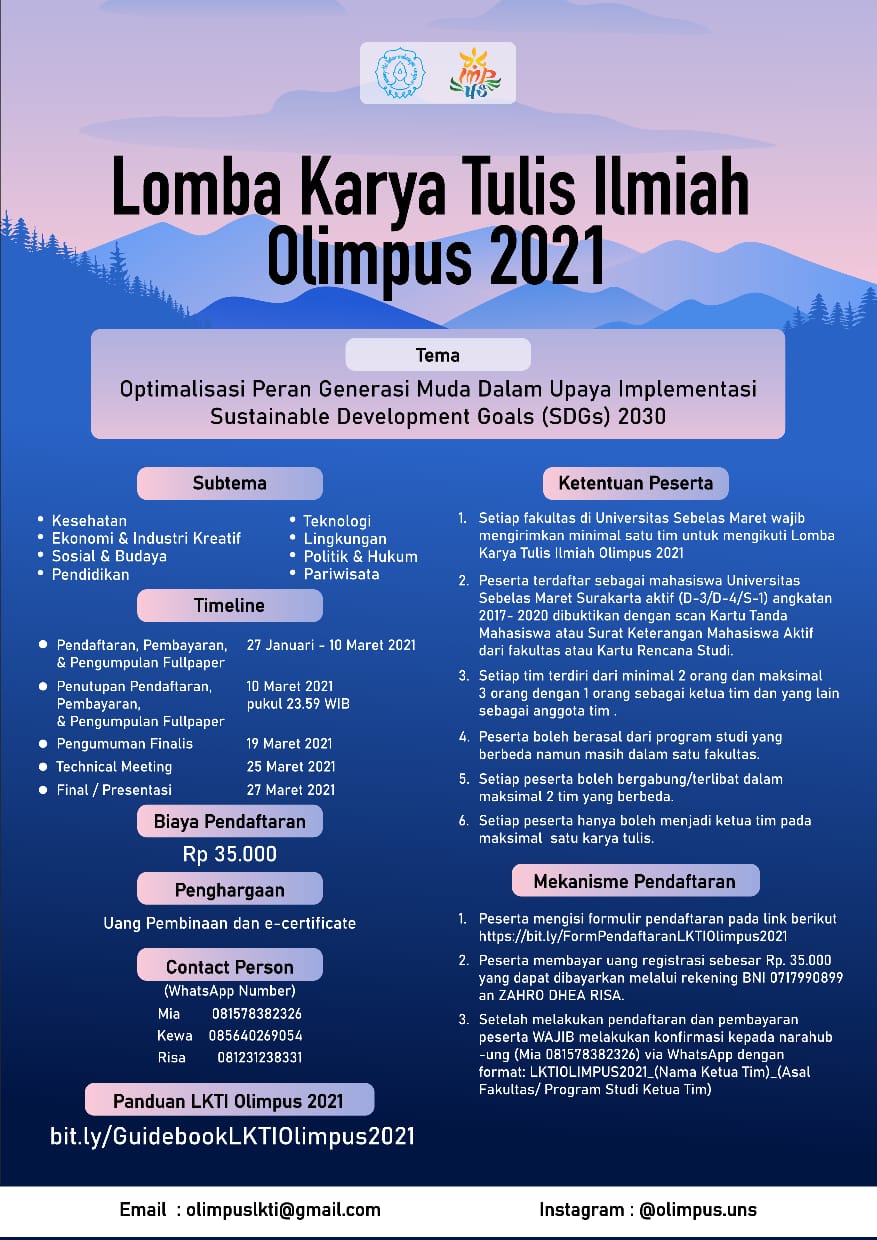 IMP
US
Lomba Karya Tulis Ilmiah
Olimpus 2021
Tema
Optimalisasi Peran Generasi Muda Dalam Upaya Implementasi
Sustainable Development Goals (SDGs) 2030
Subtema
• Kesehatan
• Ekonomi & Industri Kreatif
• Sosial & Budaya
• Pendidikan
• Teknologi
• Lingkungan
• Politik & Hukum
• Pariwisata
Timeline
● Pendaftaran, Pembayaran, 27 Januari - 10 Maret 2021
& Pengumpulan Fullpaper
● Penutupan Pendaftaran, 10 Maret 2021
Pembayaran, pukul 23.59 WIB
& Pengumpulan Fullpaper
● Pengumuman Finalis 19 Maret 2021
● Technical Meeting 25 Maret 2021
● Final / Presentasi 27 Maret 2021
Biaya Pendaftaran
Rp 35.000
Penghargaan
Uang Pembinaan dan e-certificate
Contact Person
(WhatsApp Number)
Mia 081578382326
Kewa 085640269054
Risa 081231238331
Panduan LKTI Olimpus 2021
bit.ly/GuidebookLKTIOlimpus2021
Ketentuan Peserta
1. Setiap fakultas di Universitas Sebelas Maret wajib
mengirimkan minimal satu tim untuk mengikuti Lomba
Karya Tulis Ilmiah Olimpus 2021
2. Peserta terdaftar sebagai mahasiswa Universitas
Sebelas Maret Surakarta aktif (D-3/D-4/S-1) angkatan
2017- 2020 dibuktikan dengan scan Kartu Tanda
Mahasiswa atau Surat Keterangan Mahasiswa Aktif
dari fakultas atau Kartu Rencana Studi.
3. Setiap tim terdiri dari minimal 2 orang dan maksimal
3 orang dengan 1 orang sebagai ketua tim dan yang lain
sebagai anggota tim .
4. Peserta boleh berasal dari program studi yang
berbeda namun masih dalam satu fakultas.
5. Setiap peserta boleh bergabung/terlibat dalam
maksimal 2 tim yang berbeda.
6. Setiap peserta hanya boleh menjadi ketua tim pada
maksimal satu karya tulis.
Mekanisme Pendaftaran
1. Peserta mengisi formulir pendaftaran pada link berikut
https://bit.ly/FormPendaftaranLKTIOlimpus2021
2. Peserta membayar uang registrasi sebesar Rp. 35.000
yang dapat dibayarkan melalui rekening BNI 0717990899
an ZAHRO DHEA RISA.
3. Setelah melakukan pendaftaran dan pembayaran
peserta WAJIB melakukan konfirmasi kepada narahub
-ung (Mia 081578382326) via WhatsApp dengan
format: LKTIOLIMPUS2021_(Nama Ketua Tim)_(Asal
Fakultas/ Program Studi Ketua Tim)
Email : olimpuslkti@gmail.com
Instagram : @olimpus.uns